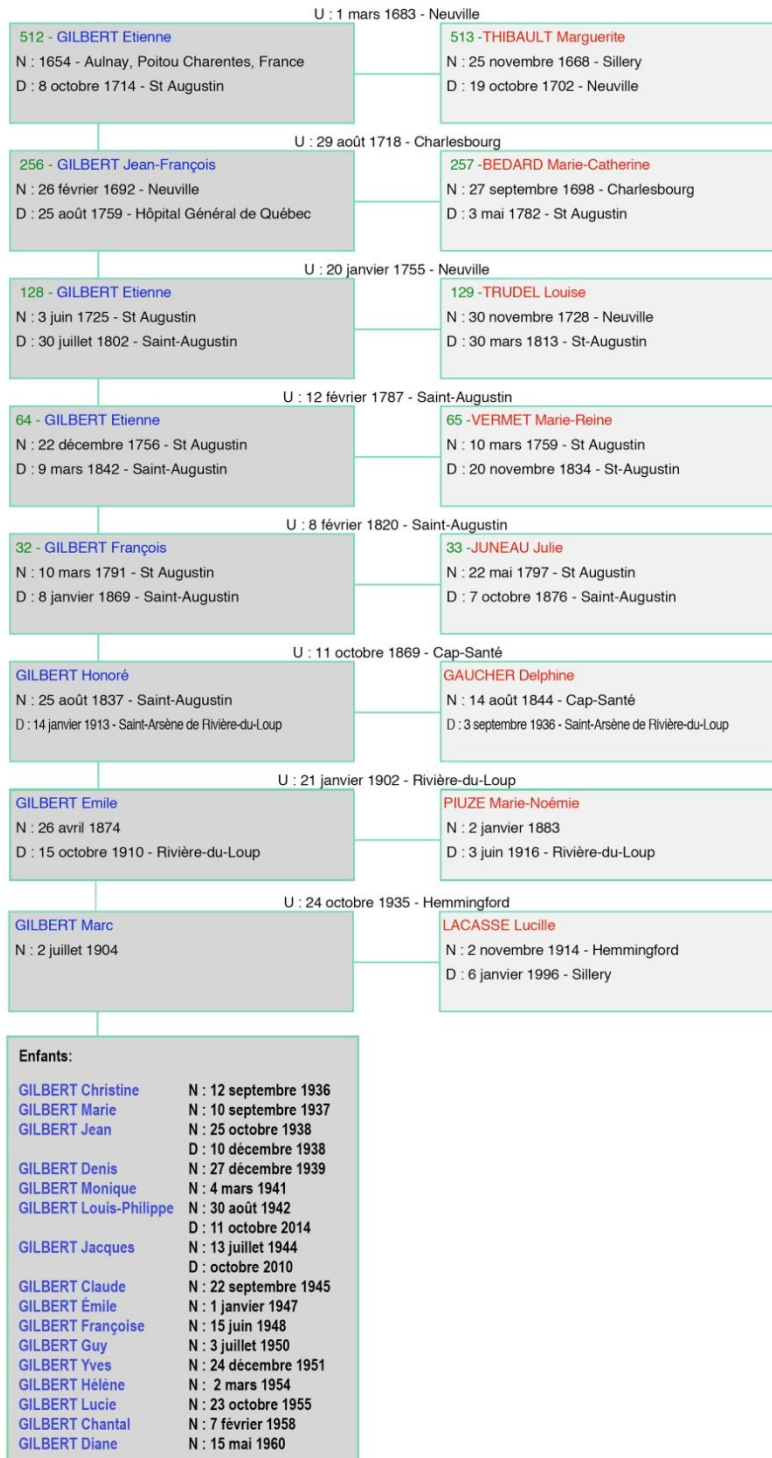 U : 1 mars 1683 - Neuville
512 - GILBERT Etienne
N : 1654 - Aulnay, Poitou Charentes, France
D : 8 octobre 1714 - St Augustin
513 -THIBAULT Marguerite
N : 25 novembre 1668 - Sillery
D : 19 octobre 1702 - Neuville
U : 29 août 1718 - Charlesbourg
256 - GILBERT Jean-François
N : 26 février 1692 - Neuville
D : 25 août 1759 - Hôpital Général de Québec
257 -BEDARD Marie-Catherine
N : 27 septembre 1698 - Charlesbourg
D : 3 mai 1782 - St Augustin
U : 20 janvier 1755 - Neuville
128 - GILBERT Etienne
N : 3 juin 1725 - St Augustin
D : 30 juillet 1802 - Saint-Augustin
129 -TRUDEL Louise
N : 30 novembre 1728 - Neuville
D : 30 mars 1813 - St-Augustin
U : 12 février 1787 - Saint-Augustin
64 - GILBERT Etienne
N : 22 décembre 1756 - St Augustin
D : 9 mars 1842 - Saint-Augustin
65 -VERMET Marie-Reine
N : 10 mars 1759 - St Augustin
D : 20 novembre 1834 - St-Augustin
U : 8 février 1820 - Saint-Augustin
32 - GILBERT François
N : 10 mars 1791 - St Augustin
D : 8 janvier 1869 - Saint-Augustin
33 -JUNEAU Julie
N : 22 mai 1797 - St Augustin
D : 7 octobre 1876 - Saint-Augustin
U : 11 octobre 1869 - Cap-Santé
GILBERT Honoré
N : 25 août 1837 - Saint-Augustin
D : 14 janvier 1913 - Saint-Arsène de Rivière-du-Loup
GAUCHER Delphine
N : 14 août 1844 - Cap-Santé
D : 3 septembre 1936 - Saint-Arsène de Rivière-du-Loup
U : 21 janvier 1902 - Rivière-du-Loup
GILBERT Emile
N : 26 avril 1874
D : 15 octobre 1910 - Rivière-du-Loup
PIUZE Marie-Noémie
N : 2 janvier 1883
D : 3 juin 1916 - Rivière-du-Loup
U : 24 octobre 1935 - Hemmingford
GILBERT Marc
N : 2 juillet 1904
LACASSE Lucille
N : 2 novembre 1914 - Hemmingford
D : 6 janvier 1996 - Sillery
Enfants:
GILBERT Christine N : 12 septembre 1936
GILBERT Marie N : 10 septembre 1937
GILBERT Jean N : 25 octobre 1938
D : 10 décembre 1938
GILBERT Denis N : 27 décembre 1939
GILBERT Monique N : 4 mars 1941
GILBERT Louis-Philippe N : 30 août 1942
D : 11 octobre 2014
GILBERT Jacques N : 13 juillet 1944
D : octobre 2010
GILBERT Claude N : 22 septembre 1945
GILBERT Émile N : 1 janvier 1947
GILBERT Françoise N : 15 juin 1948
GILBERT Guy N : 3 juillet 1950
GILBERT Yves N : 24 décembre 1951
GILBERT Hélène N : 2 mars 1954
GILBERT Lucie N : 23 octobre 1955
GILBERT Chantal N : 7 février 1958
GILBERT Diane N : 15 mai 1960